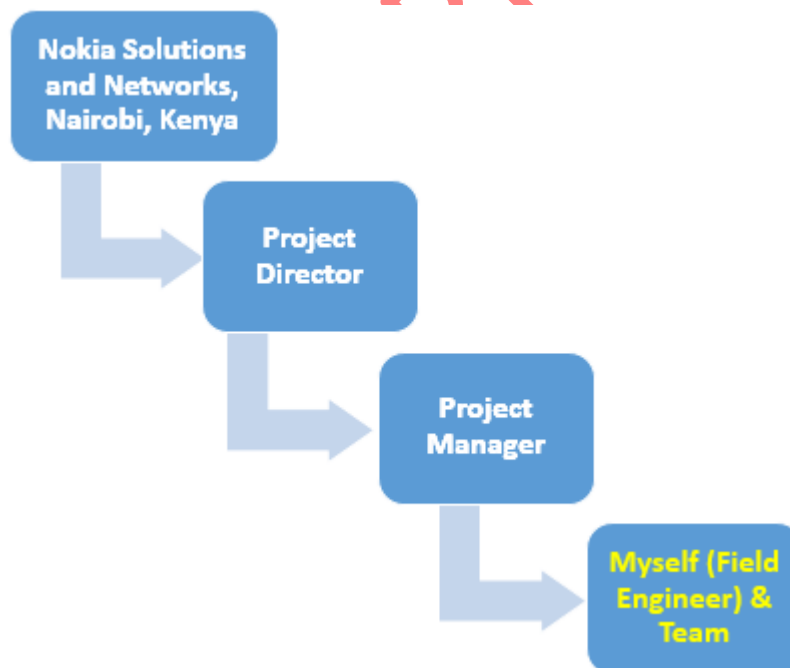 Nokia Solutions
and Networks,
Nairobi, Kenya
Project
Director
Project
Manager
Myself (Field
Engineer) &
Team